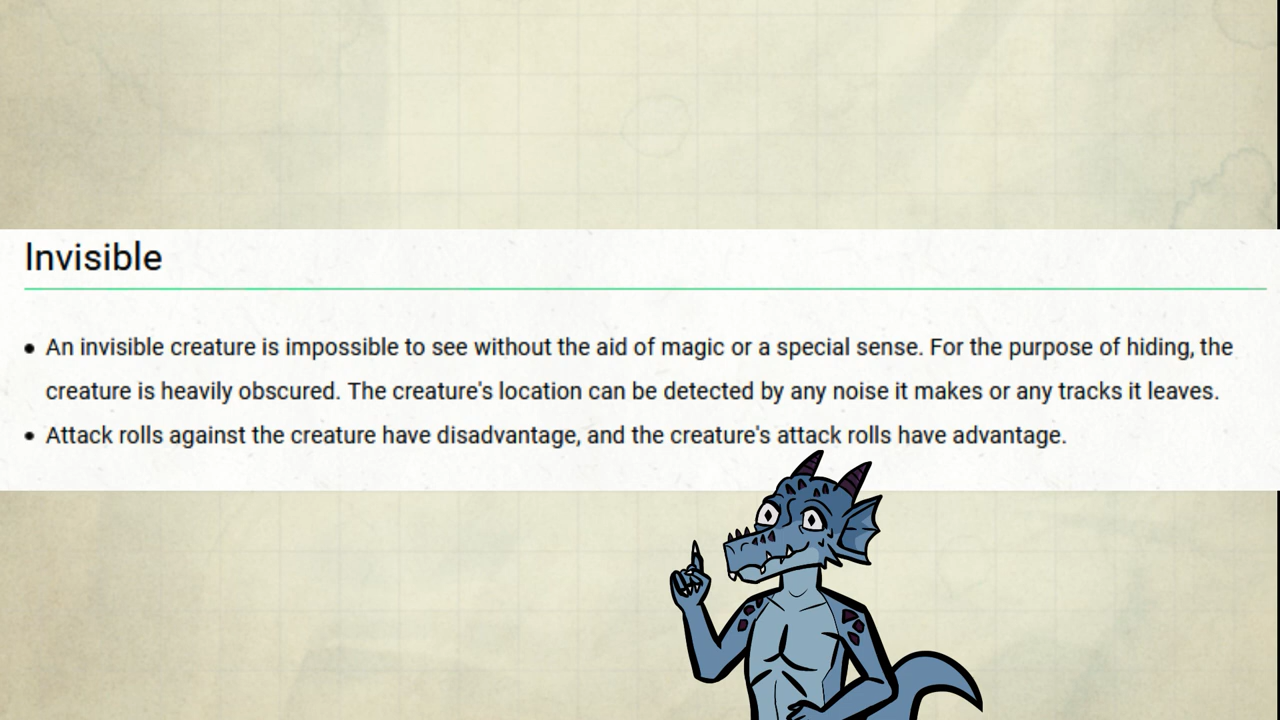 Invisible
• An invisible creature is impossible to see without the aid of magic or a special sense. For the purpose of hiding, the
creature is heavily obscured. The creature's location can be detected by any noise it makes or any tracks it leaves.
• Attack rolls against the creature have disadvantage, and the creature's attack rolls have advantage.